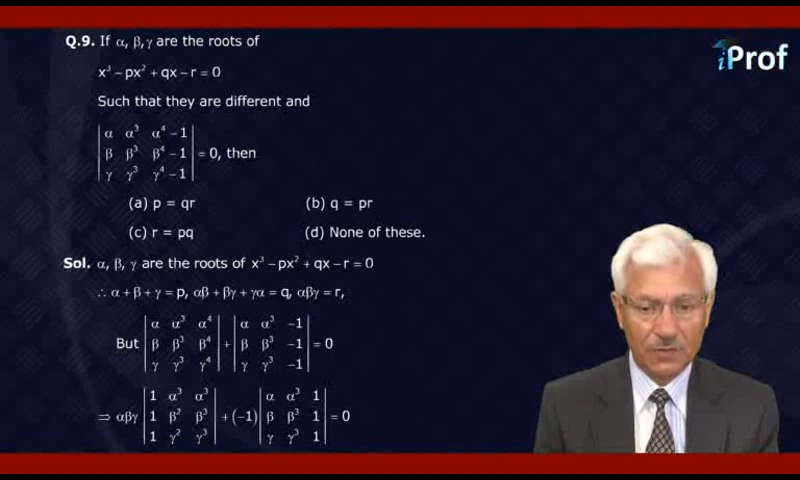 iProf
Q.9. If α, β, γ are the roots of
x³ – px² + qx – r = 0
Such that they are different and
| α α³ α⁴ – 1 |
| β β³ β⁴ – 1 | = 0, then
| γ γ³ γ⁴ – 1 |
(a) p = qr (b) q = pr
(c) r = pq (d) None of these.
Sol. α, β, γ are the roots of x³ – px² + qx – r = 0
∴ α + β + γ = p, αβ + βγ + γα = q, αβγ = r,
| α α³ α⁴ | | α α³ –1 |
But | β β³ β⁴ | + | β β³ –1 | = 0
| γ γ³ γ⁴ | | γ γ³ –1 |
| 1 α³ α³ | | α α³ 1 |
⇒ αβγ | 1 β² β³ | + (–1) | β β³ 1 | = 0
| 1 γ² γ³ | | γ γ³ 1 |